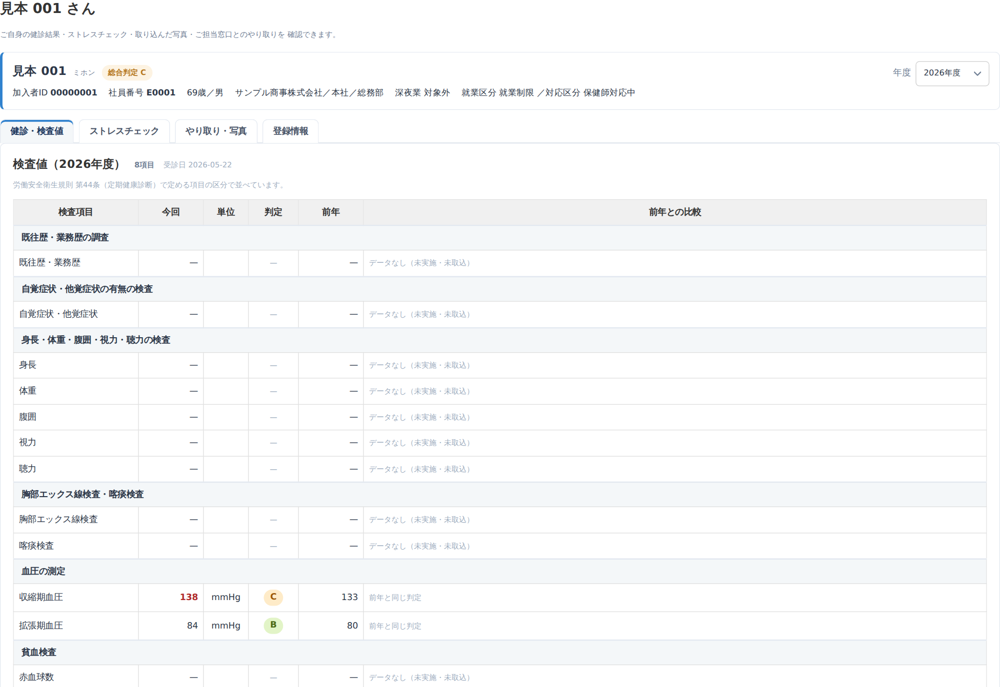 見本 001 さん
ご自身の健診結果・ストレスチェック・取り込んだ写真・ご担当窓口とのやり取りを 確認できます。
見本 001 ミホン 総合判定 C 年度 2026年度
加入者ID 00000001 社員番号 E0001 69歳／男 サンプル商事株式会社／本社／総務部 深夜業 対象外 就業区分 就業制限 ／対応区分 保健師対応中
健診・検査値 ストレスチェック やり取り・写真 登録情報
検査値（2026年度） 8項目 受診日 2026-05-22
労働安全衛生規則 第44条（定期健康診断）で定める項目の区分で並べています。
検査項目 今回 単位 判定 前年 前年との比較
既往歴・業務歴の調査
既往歴・業務歴 — — — データなし（未実施・未取込）
自覚症状・他覚症状の有無の検査
自覚症状・他覚症状 — — — データなし（未実施・未取込）
身長・体重・腹囲・視力・聴力の検査
身長 — — — データなし（未実施・未取込）
体重 — — — データなし（未実施・未取込）
腹囲 — — — データなし（未実施・未取込）
視力 — — — データなし（未実施・未取込）
聴力 — — — データなし（未実施・未取込）
胸部エックス線検査・喀痰検査
胸部エックス線検査 — — — データなし（未実施・未取込）
喀痰検査 — — — データなし（未実施・未取込）
血圧の測定
収縮期血圧 138 mmHg C 133 前年と同じ判定
拡張期血圧 84 mmHg B 80 前年と同じ判定
貧血検査
赤血球数 — — — データなし（未実施・未取込）